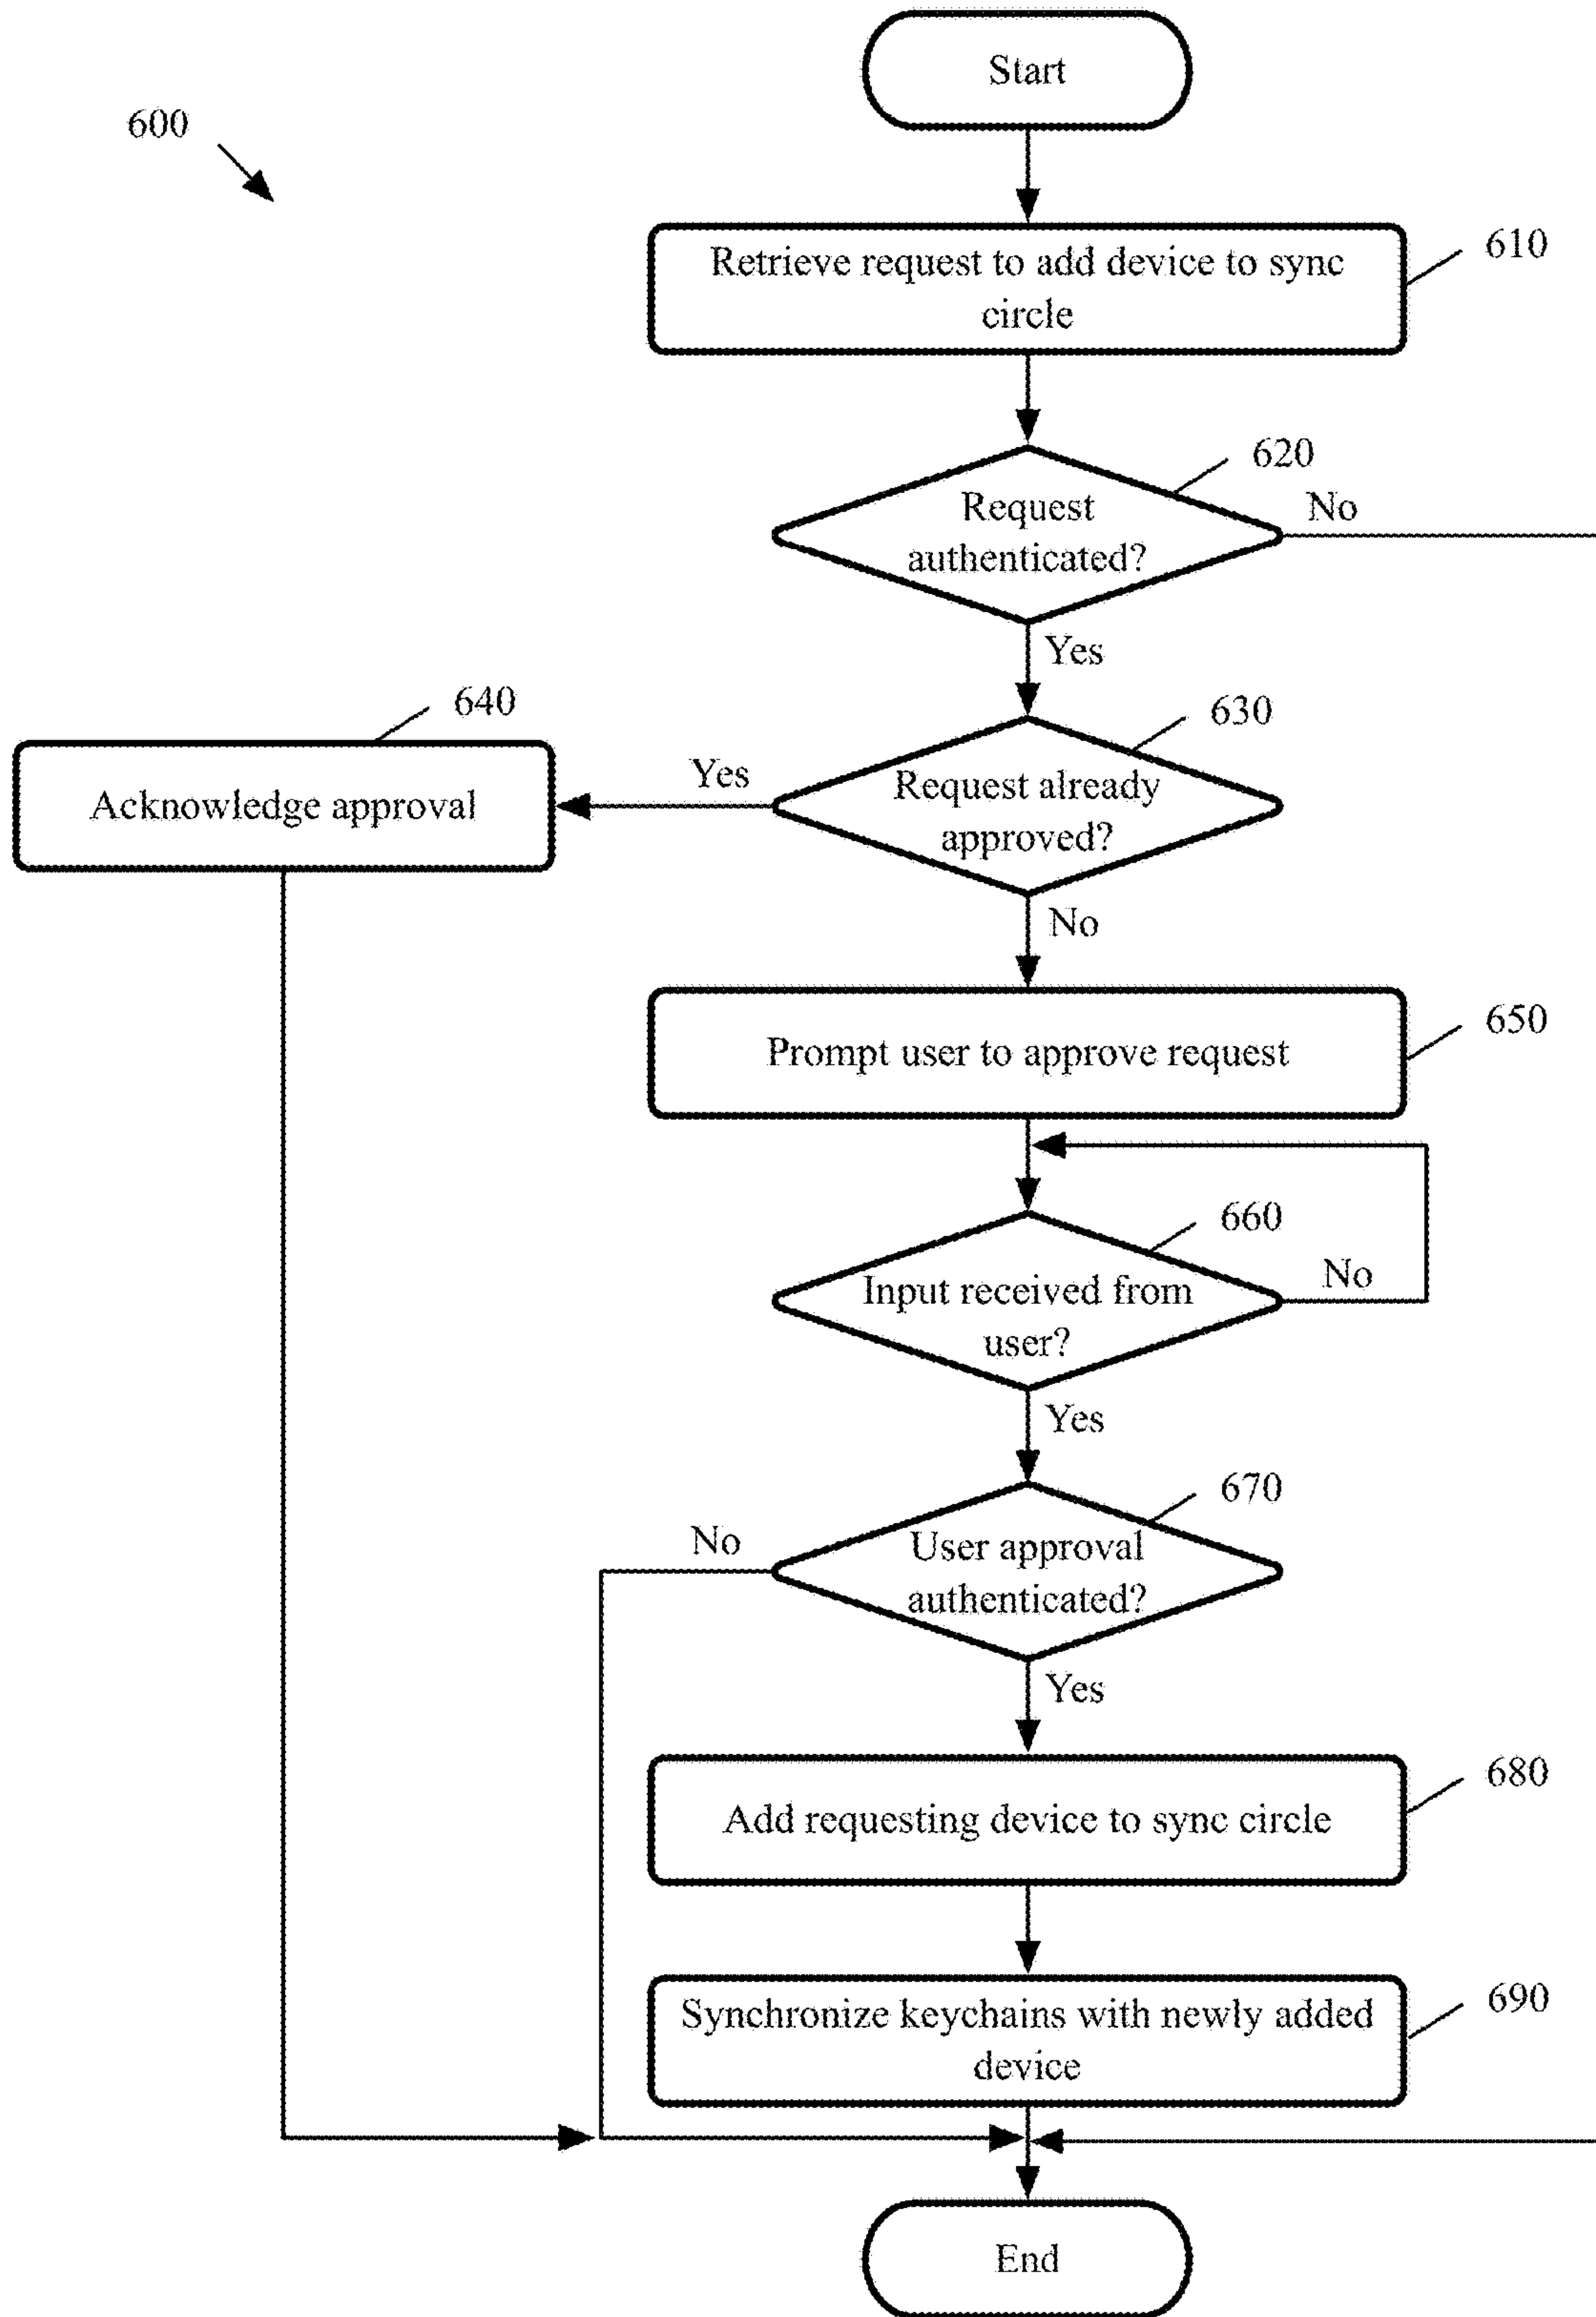 Start
600
Retrieve request to add device to sync
circle
610
620
Request
authenticated?
No
Yes
640
630
Acknowledge approval
Yes
Request already
approved?
No
650
Prompt user to approve request
660
Input received from
user?
No
Yes
670
No
User approval
authenticated?
Yes
680
Add requesting device to sync circle
690
Synchronize keychains with newly added
device
End